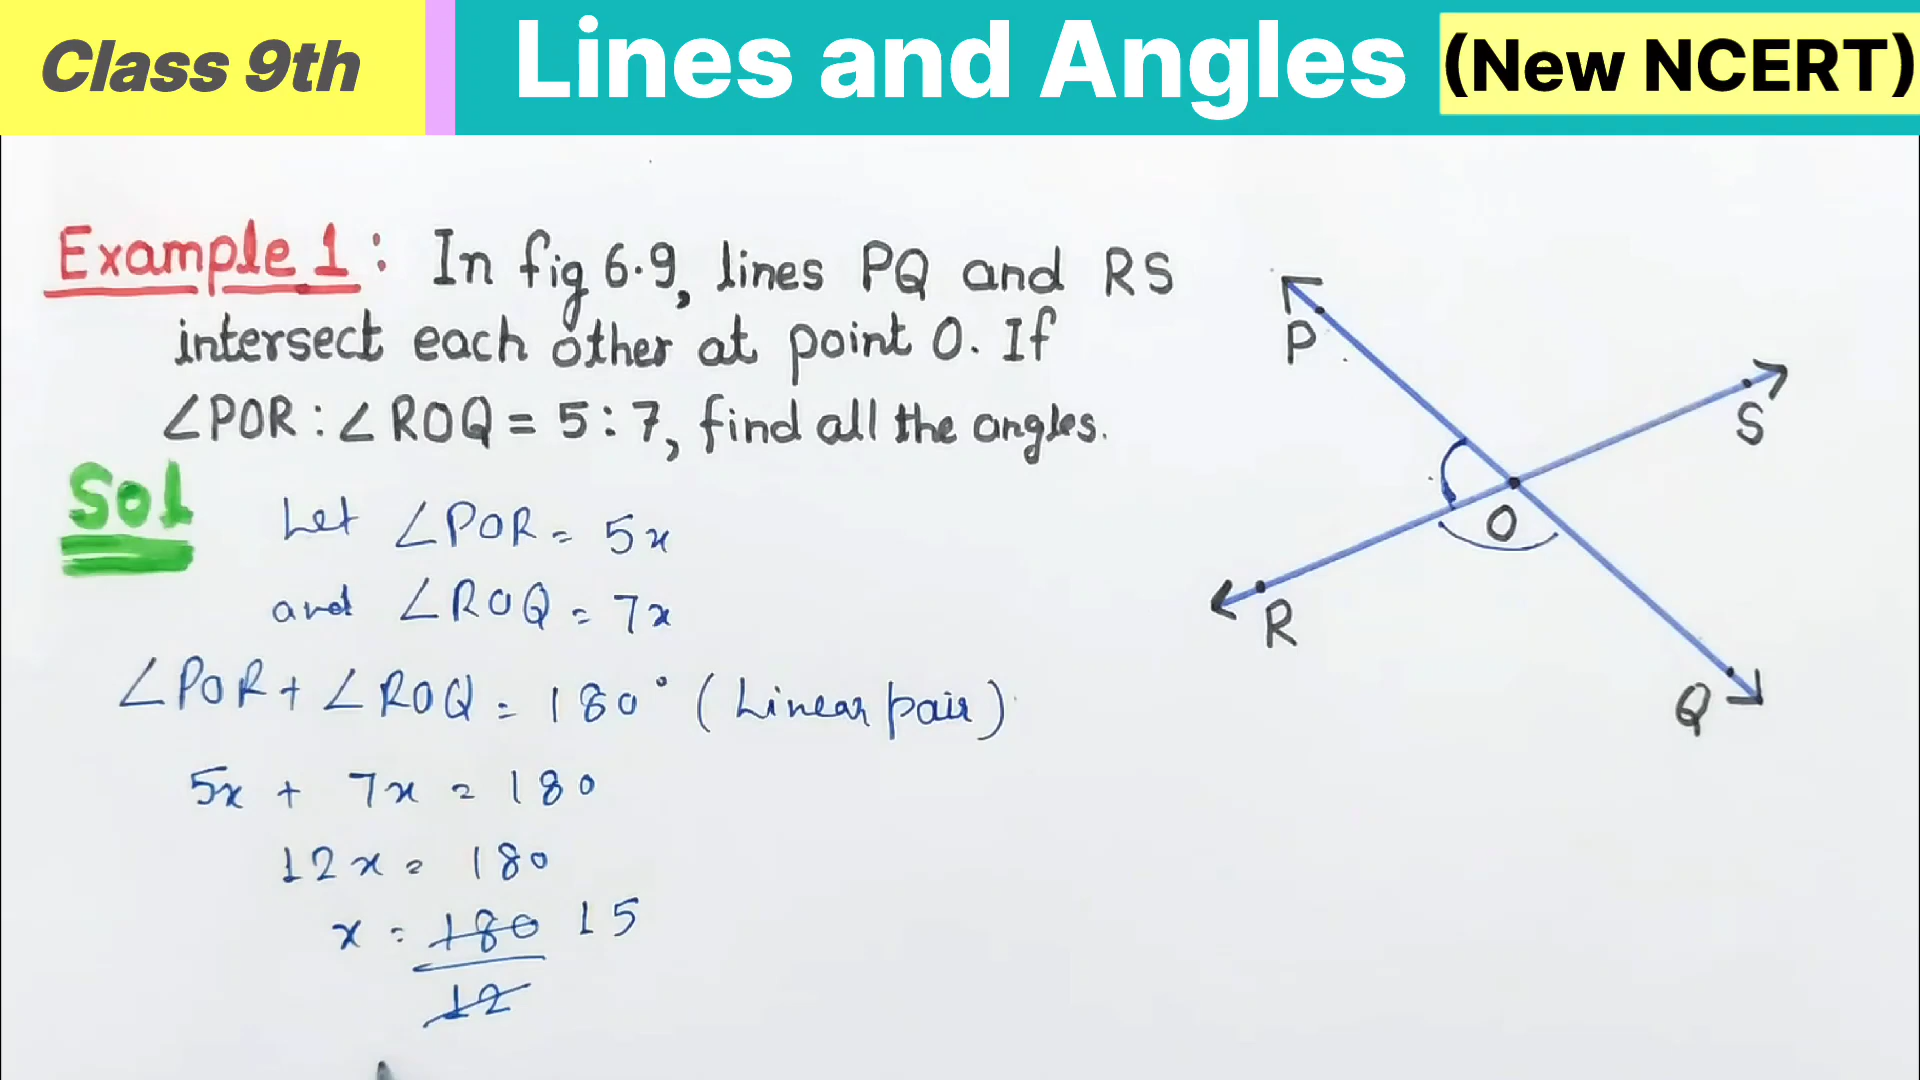 Class 9th
Lines and Angles
(New NCERT)
Example 1: In fig 6.9, lines PQ and RS
intersect each other at point O. If
∠POR : ∠ROQ = 5 : 7, find all the angles.
Sol
Let ∠POR = 5x
and ∠ROQ = 7x
∠POR + ∠ROQ = 180° (Linear pair)
5x + 7x = 180
12x = 180
x = 180 15
12
P
S
O
R
Q